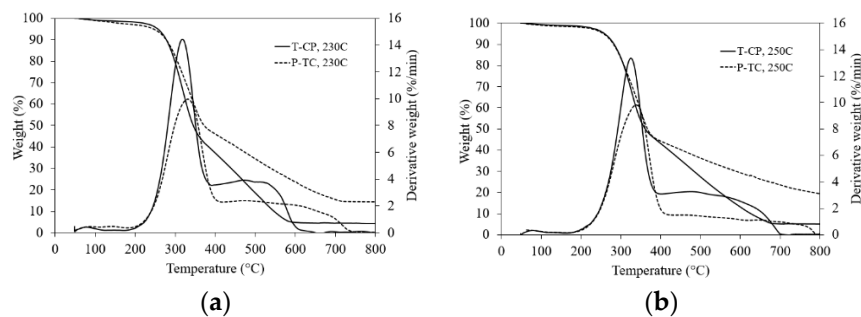 100
90
80
70
60
50
40
30
20
10
0
Weight (%)
16
14
12
10
8
6
4
2
0
Derivative weight (%/min)
T-CP, 230C
P-TC, 230C
0 100 200 300 400 500 600 700 800
Temperature (°C)
(a)
100
90
80
70
60
50
40
30
20
10
0
Weight (%)
16
14
12
10
8
6
4
2
0
Derivative weight (%/min)
T-CP, 250C
P-TC, 250C
0 100 200 300 400 500 600 700 800
Temperature (°C)
(b)